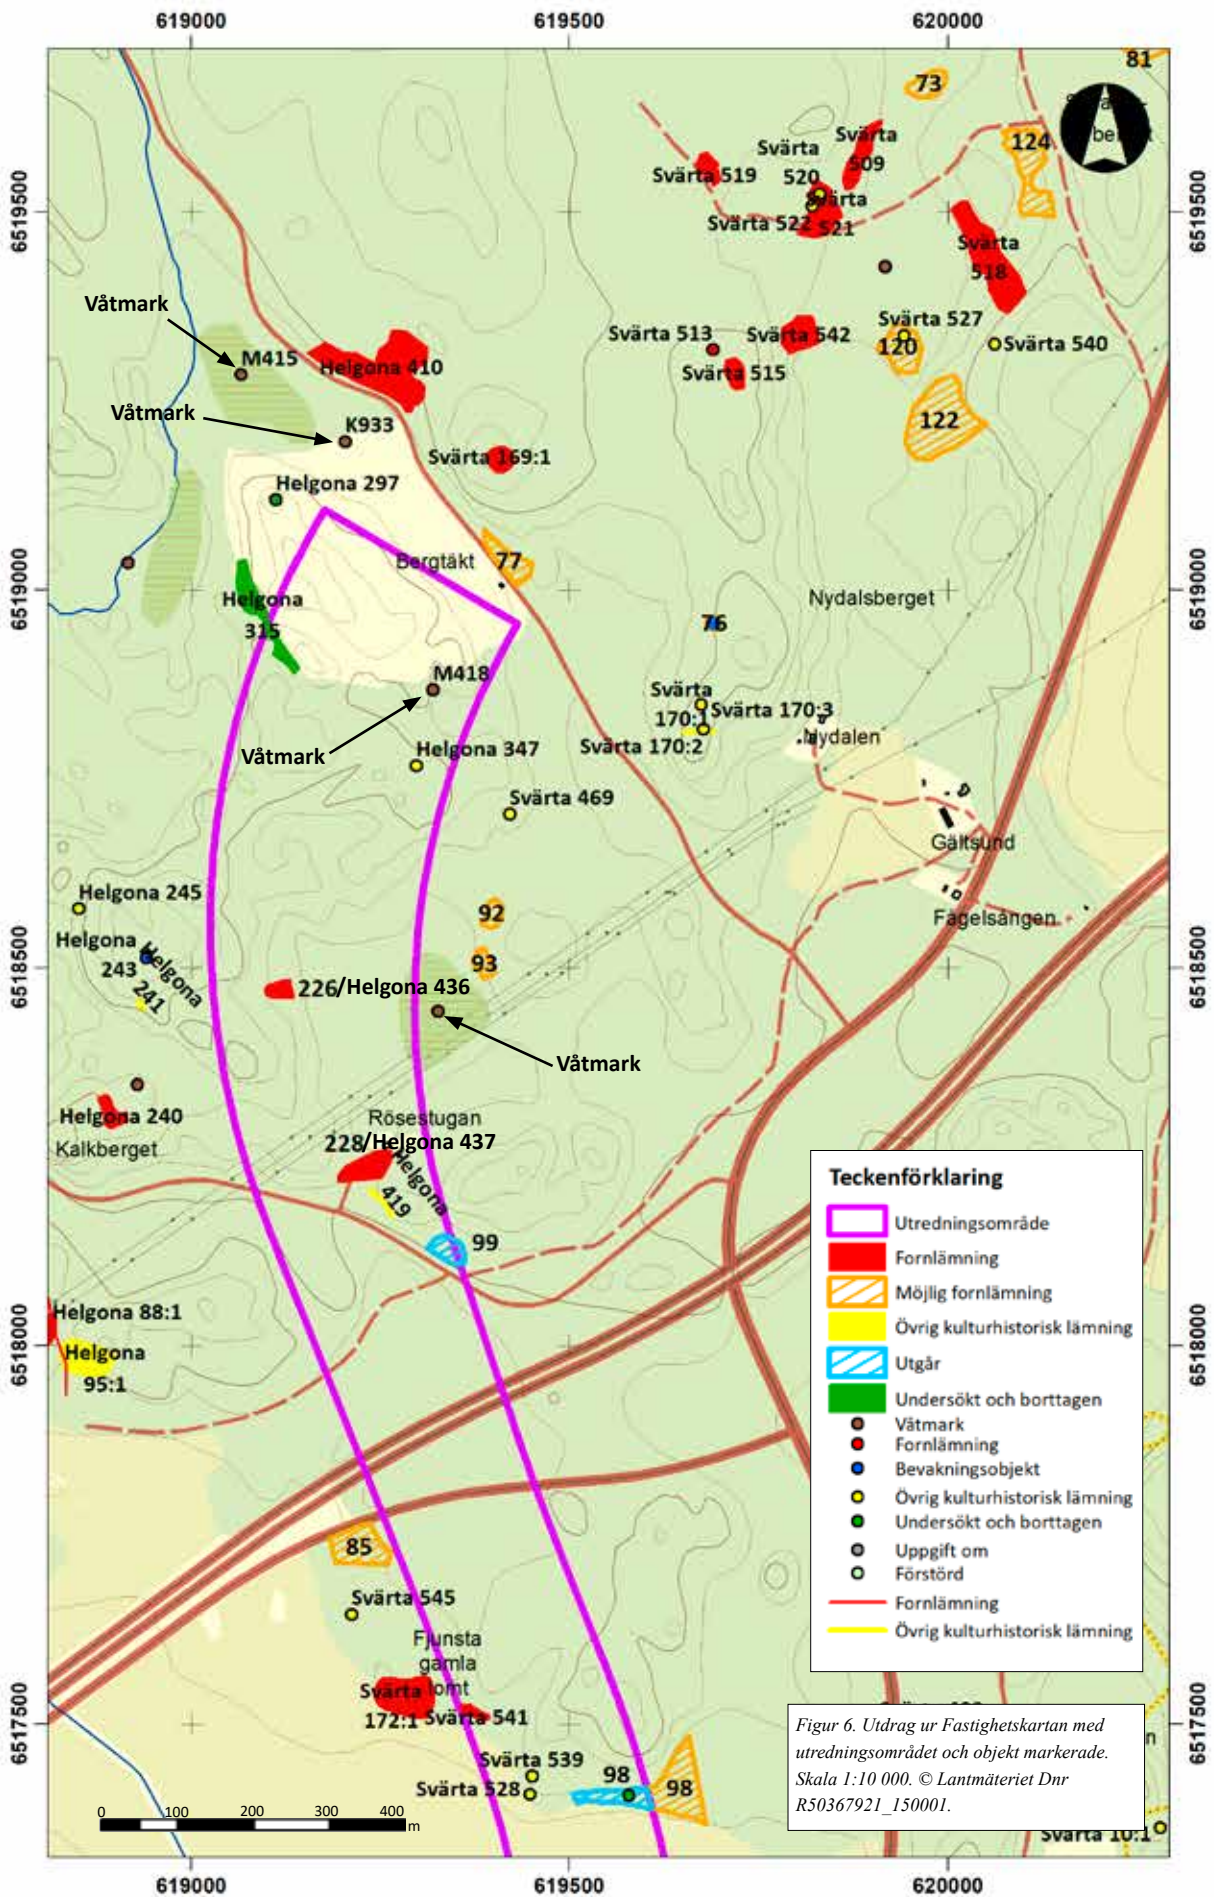 619000
619500
620000
81
73
124
Svärta
509
Svärta
520
Svärta 519
Svärta
521
Svärta 522
6519500
6519500
Svärta
518
Våtmark
M415
Helgona 410
Svärta 513
Svärta 542
Svärta 527
120
Svärta 540
Svärta 515
Våtmark
K933
122
Svärta 169:1
Helgona 297
Bergtäkt
77
6519000
6519000
Helgona
315
Nydalsberget
76
M418
Svärta
170:1
Svärta 170:3
Svärta 170:2
Nydalen
Våtmark
Helgona 347
Svärta 469
Gältsund
Helgona 245
92
Fågelsången
Helgona
243
Helgona
241
93
6518500
6518500
226/Helgona 436
Våtmark
Helgona 240
Kalkberget
Rösestugan
228/Helgona 437
Helgona
419
99
Helgona 88:1
Helgona
95:1
6518000
6518000
85
Svärta 545
Fjunsta
gamla
tomt
Svärta
172:1
Svärta 541
6517500
6517500
Svärta 539
Svärta 528
98
98
Svärta 10:1
Teckenförklaring
Utredningsområde
Fornlämning
Möjlig fornlämning
Övrig kulturhistorisk lämning
Utgår
Undersökt och borttagen
Våtmark
Fornlämning
Bevakningsobjekt
Övrig kulturhistorisk lämning
Undersökt och borttagen
Uppgift om
Förstörd
Fornlämning
Övrig kulturhistorisk lämning
Figur 6. Utdrag ur Fastighetskartan med
utredningsområdet och objekt markerade.
Skala 1:10 000. © Lantmäteriet Dnr
R50367921_150001.
0 100 200 300 400
m
619000
619500
620000